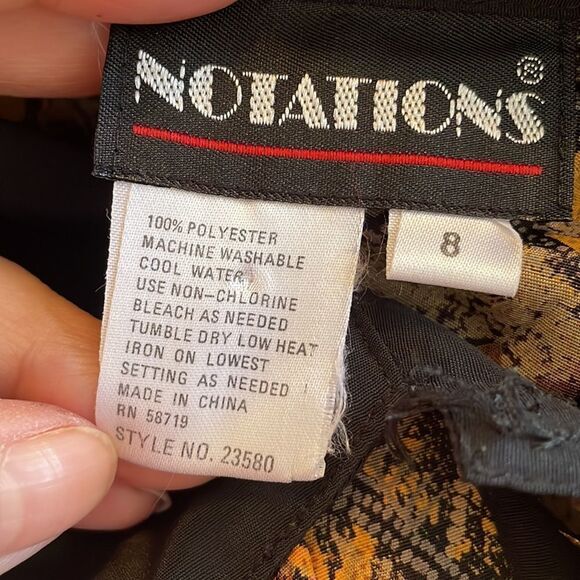 NOTATIONS®
100% POLYESTER
MACHINE WASHABLE
COOL WATER
USE NON-CHLORINE
BLEACH AS NEEDED
TUMBLE DRY LOW HEAT
IRON ON LOWEST
SETTING AS NEEDED
MADE IN CHINA
RN 58719
STYLE NO. 23580
8